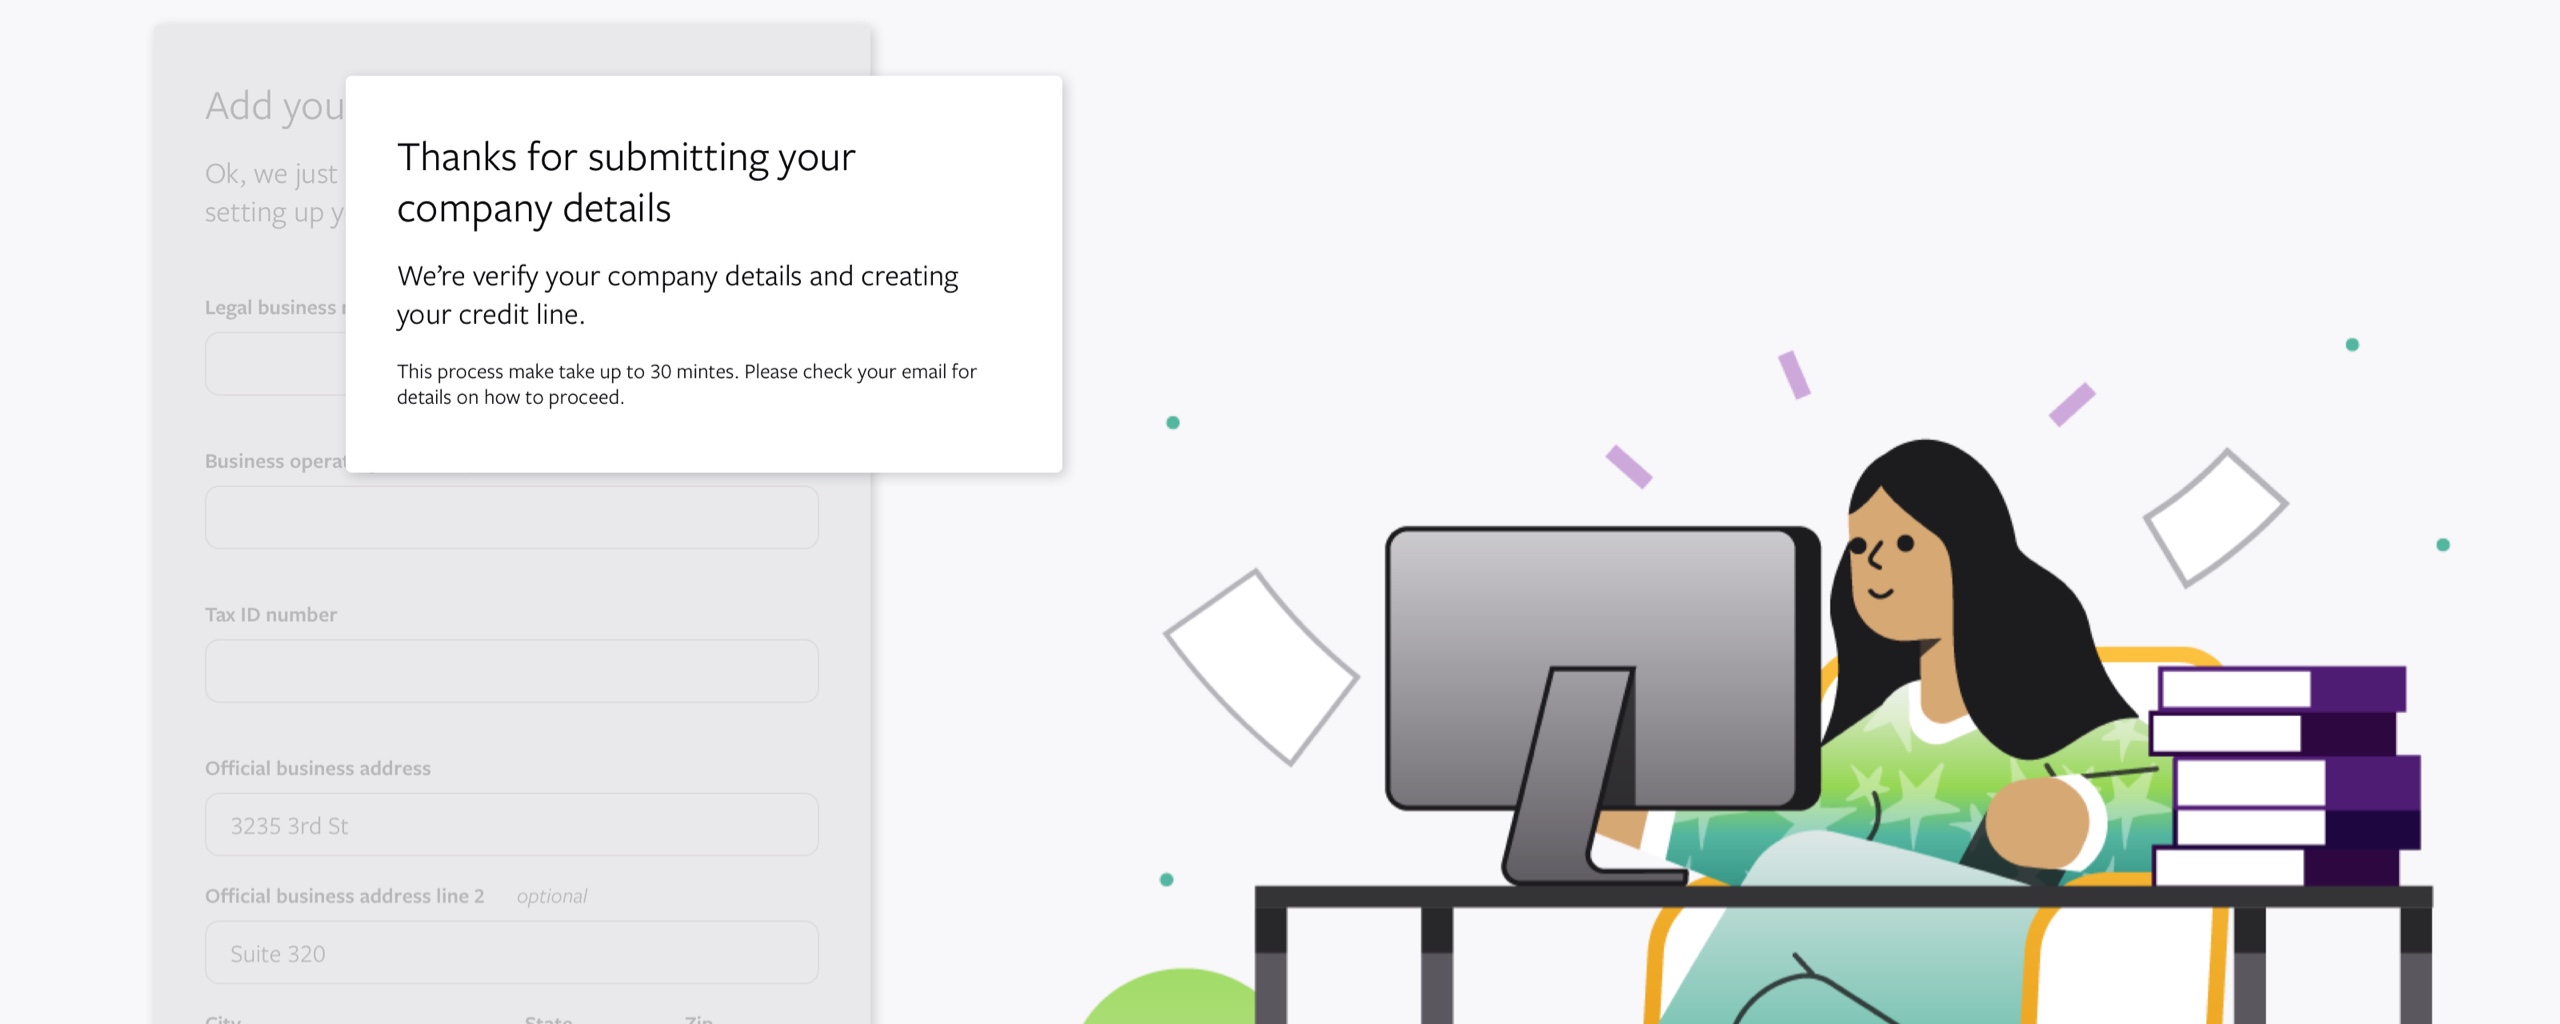 Add you
Ok, we just
setting up y
Thanks for submitting your
company details
We're verify your company details and creating
your credit line.
This process make take up to 30 mintes. Please check your email for
details on how to proceed.
Legal business
Business operat
Tax ID number
Official business address
3235 3rd St
Official business address line 2 optional
Suite 320
City State Zip